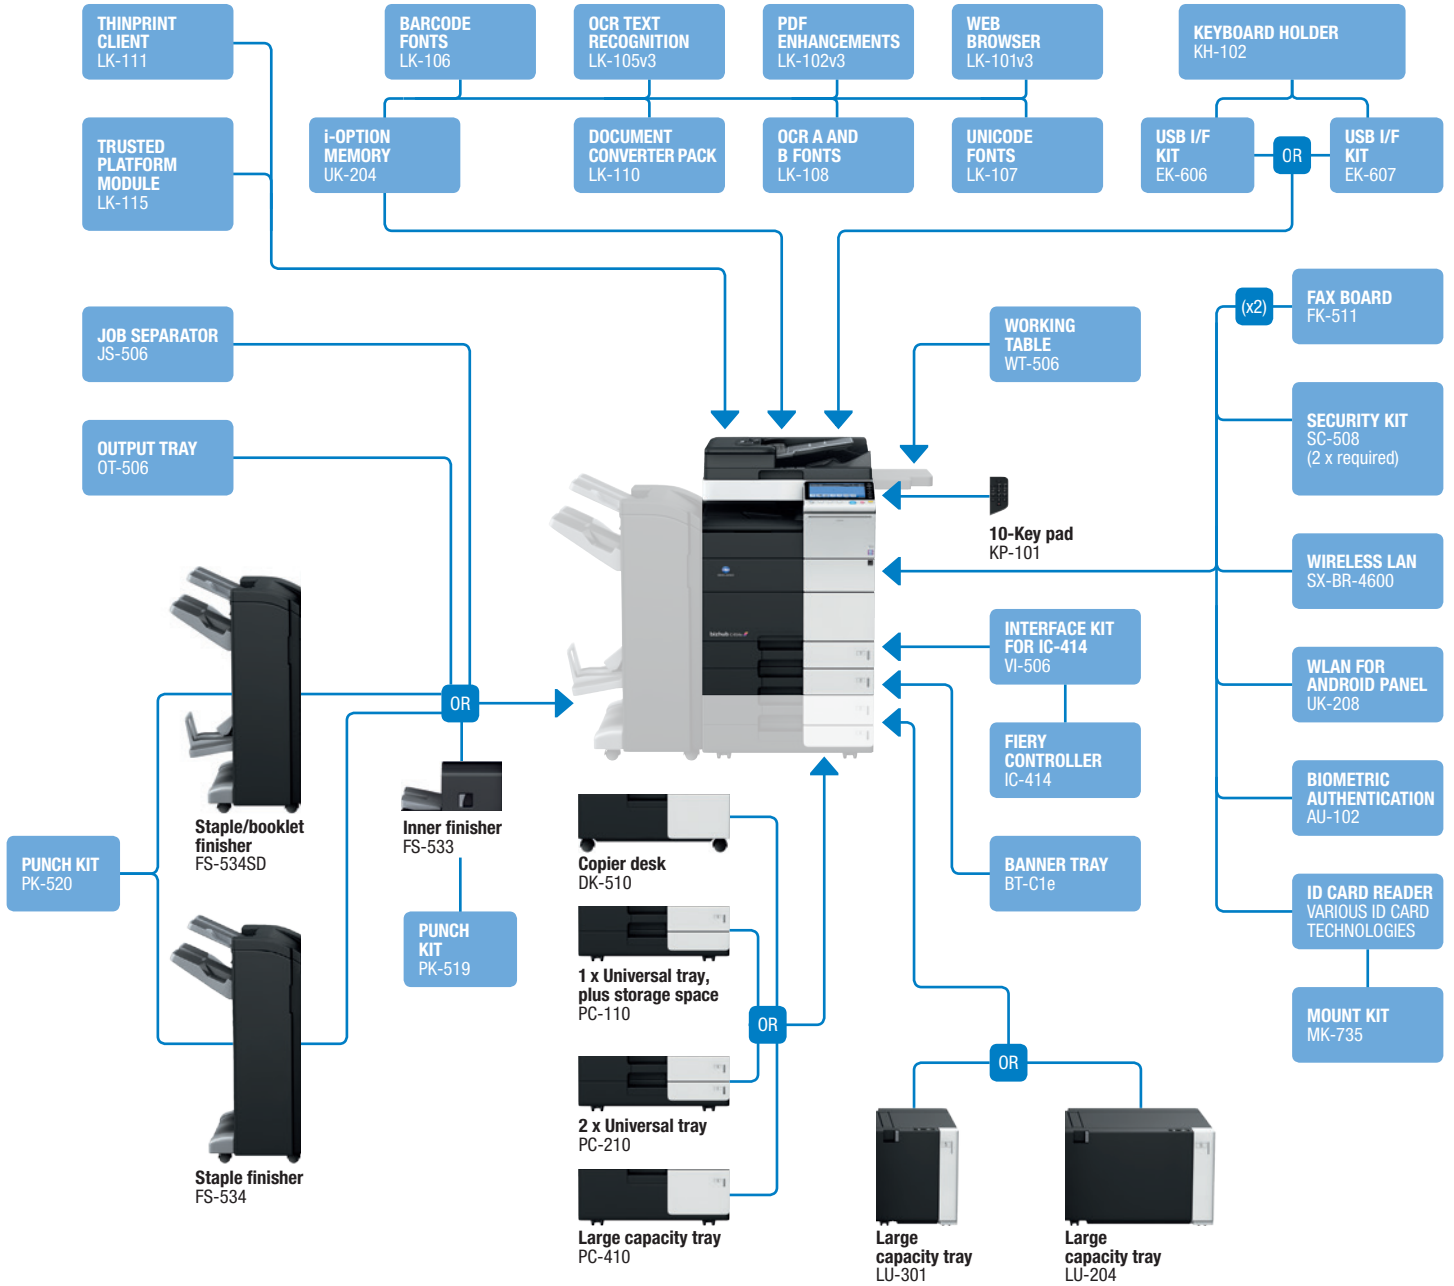 THINPRINT
CLIENT
LK-111
BARCODE
FONTS
LK-106
OCR TEXT
RECOGNITION
LK-105v3
PDF
ENHANCEMENTS
LK-102v3
WEB
BROWSER
LK-101v3
KEYBOARD HOLDER
KH-102
TRUSTED
PLATFORM
MODULE
LK-115
i-OPTION
MEMORY
UK-204
DOCUMENT
CONVERTER PACK
LK-110
OCR A AND
B FONTS
LK-108
UNICODE
FONTS
LK-107
USB I/F
KIT
EK-606
OR
USB I/F
KIT
EK-607
JOB SEPARATOR
JS-506
WORKING
TABLE
WT-506
(x2)
FAX BOARD
FK-511
OUTPUT TRAY
OT-506
SECURITY KIT
SC-508
(2 x required)
10-Key pad
KP-101
WIRELESS LAN
SX-BR-4600
INTERFACE KIT
FOR IC-414
VI-506
WLAN FOR
ANDROID PANEL
UK-208
OR
FIERY
CONTROLLER
IC-414
BIOMETRIC
AUTHENTICATION
AU-102
Staple/booklet
finisher
FS-534SD
Inner finisher
FS-533
Copier desk
DK-510
BANNER TRAY
BT-C1e
PUNCH KIT
PK-520
ID CARD READER
VARIOUS ID CARD
TECHNOLOGIES
PUNCH
KIT
PK-519
1 x Universal tray,
plus storage space
PC-110
OR
MOUNT KIT
MK-735
OR
2 x Universal tray
PC-210
Staple finisher
FS-534
Large capacity tray
PC-410
Large
capacity tray
LU-301
Large
capacity tray
LU-204